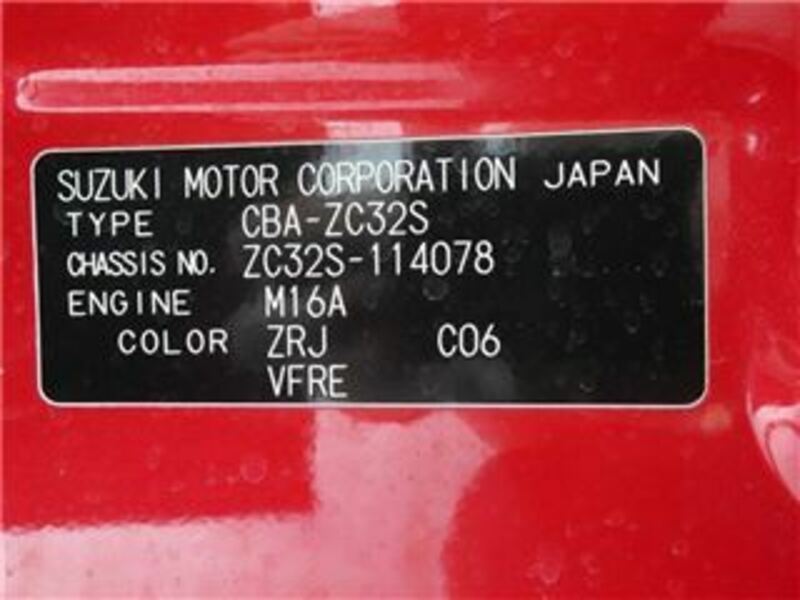 SUZUKI MOTOR CORPORATION JAPAN
TYPE CBA-ZC32S
CHASSIS NO. ZC32S-114078
ENGINE M16A
COLOR ZRJ C06
VFRE